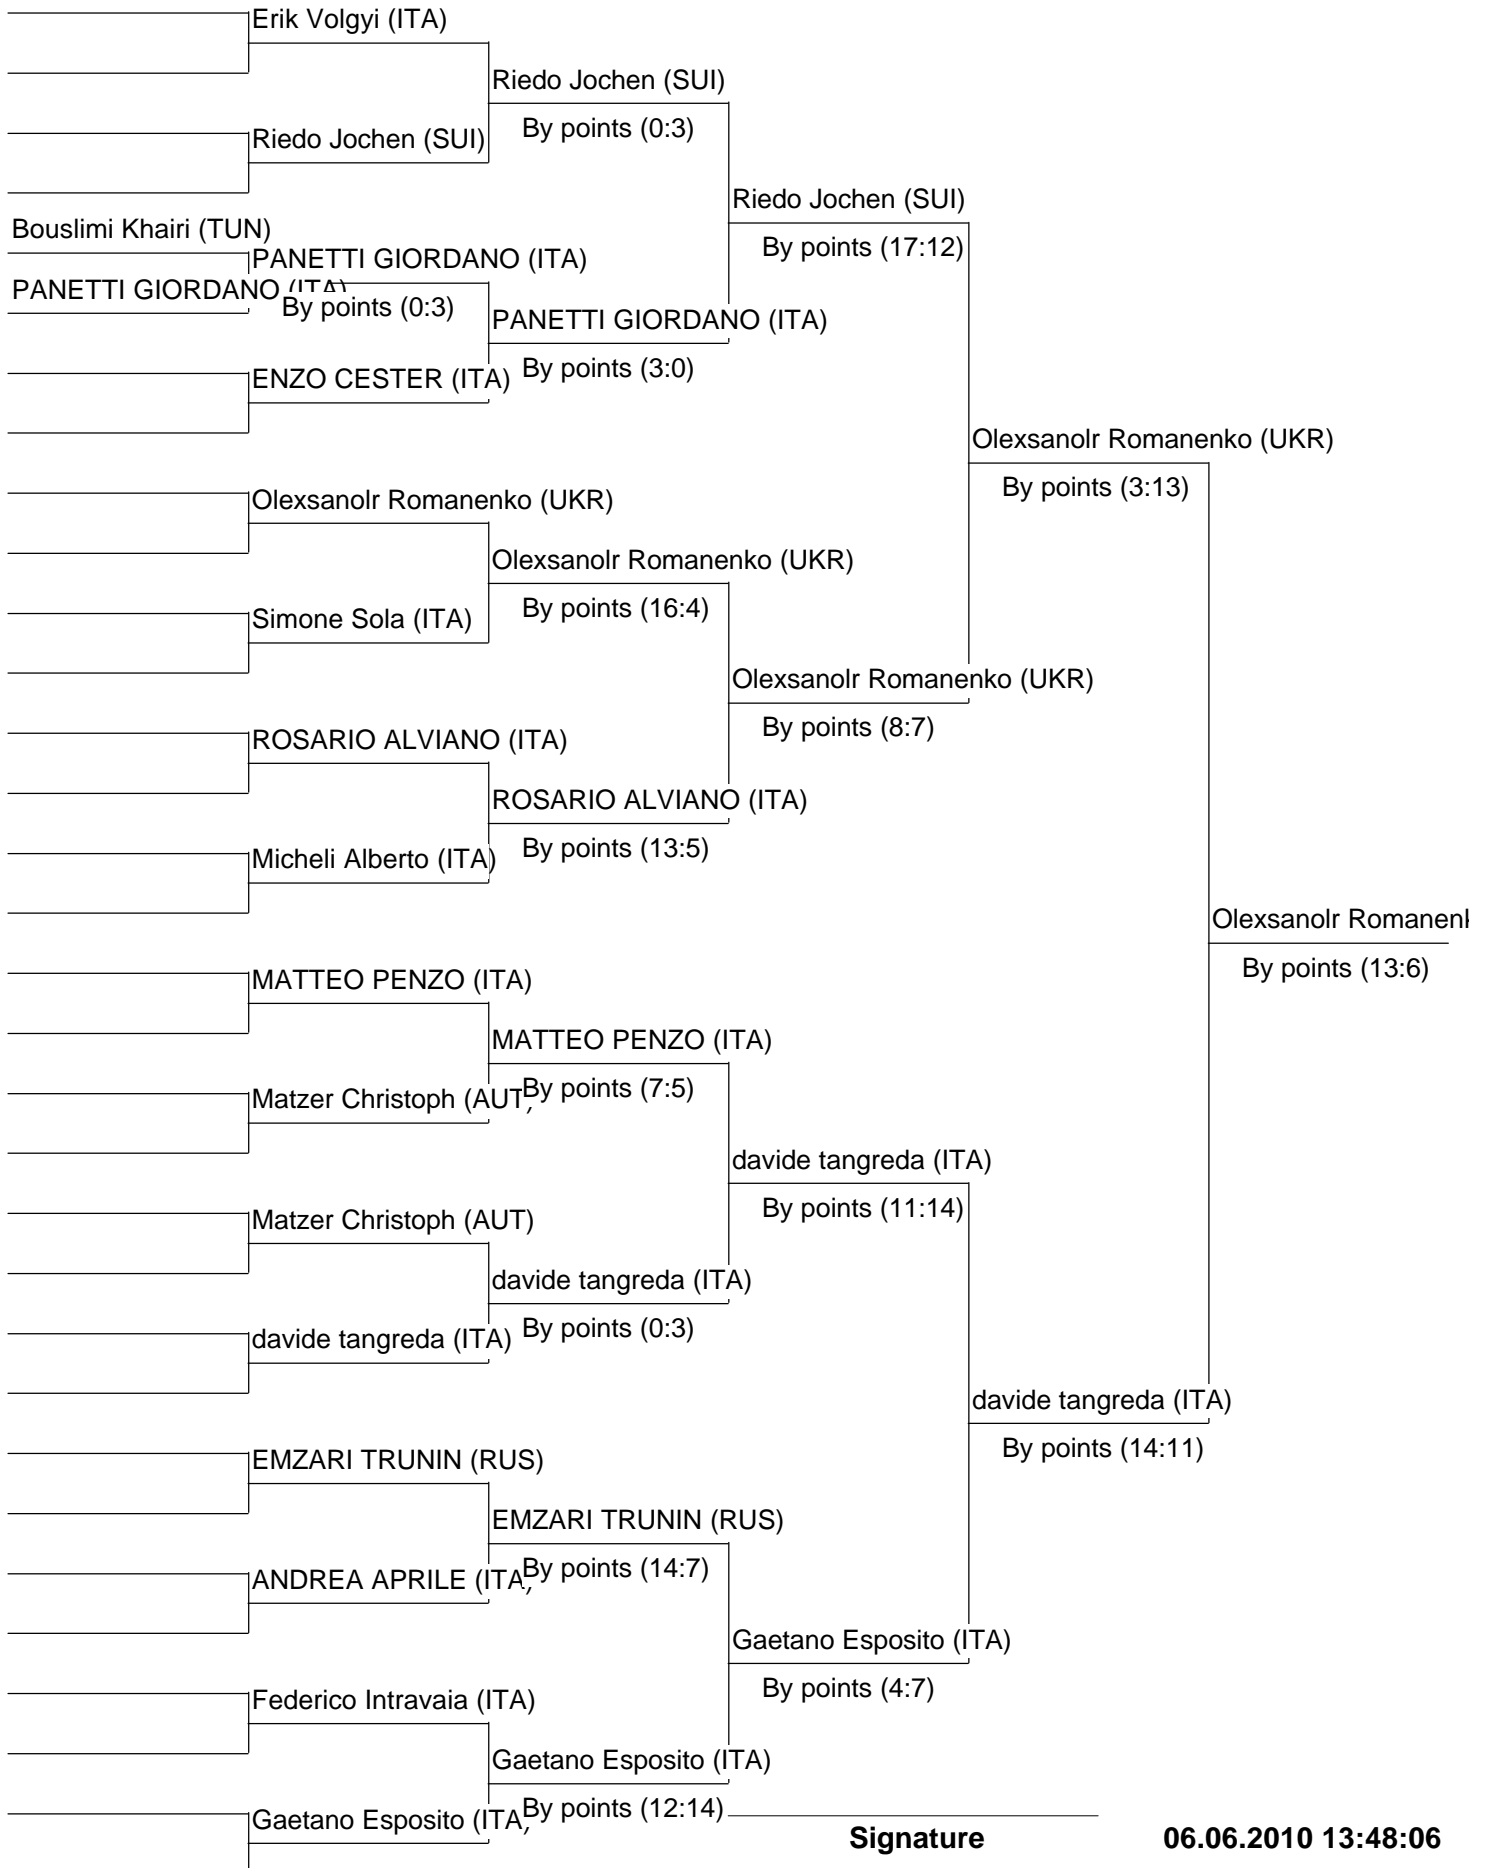 Erik Volgyi (ITA)
Riedo Jochen (SUI)
By points (0:3)
Riedo Jochen (SUI)
Riedo Jochen (SUI)
By points (17:12)
Bouslimi Khairi (TUN)
PANETTI GIORDANO (ITA)
PANETTI GIORDANO (ITA)
By points (0:3)
PANETTI GIORDANO (ITA)
By points (3:0)
ENZO CESTER (ITA)
Olexsanolr Romanenko (UKR)
By points (3:13)
Olexsanolr Romanenko (UKR)
Olexsanolr Romanenko (UKR)
By points (16:4)
Simone Sola (ITA)
Olexsanolr Romanenko (UKR)
By points (8:7)
ROSARIO ALVIANO (ITA)
ROSARIO ALVIANO (ITA)
By points (13:5)
Micheli Alberto (ITA)
Olexsanolr Romanenk
By points (13:6)
MATTEO PENZO (ITA)
MATTEO PENZO (ITA)
By points (7:5)
Matzer Christoph (AUT)
davide tangreda (ITA)
By points (11:14)
Matzer Christoph (AUT)
davide tangreda (ITA)
By points (0:3)
davide tangreda (ITA)
davide tangreda (ITA)
By points (14:11)
EMZARI TRUNIN (RUS)
EMZARI TRUNIN (RUS)
By points (14:7)
ANDREA APRILE (ITA)
Gaetano Esposito (ITA)
By points (4:7)
Federico Intravaia (ITA)
Gaetano Esposito (ITA)
By points (12:14)
Gaetano Esposito (ITA)
Signature
06.06.2010 13:48:06